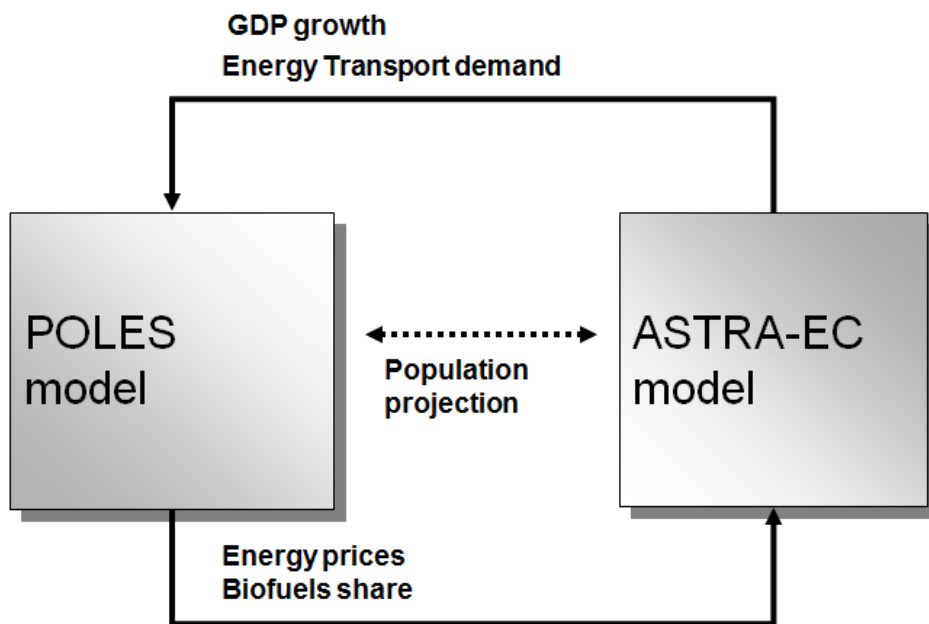 GDP growth
Energy Transport demand
POLES
model
Population
projection
ASTRA-EC
model
Energy prices
Biofuels share